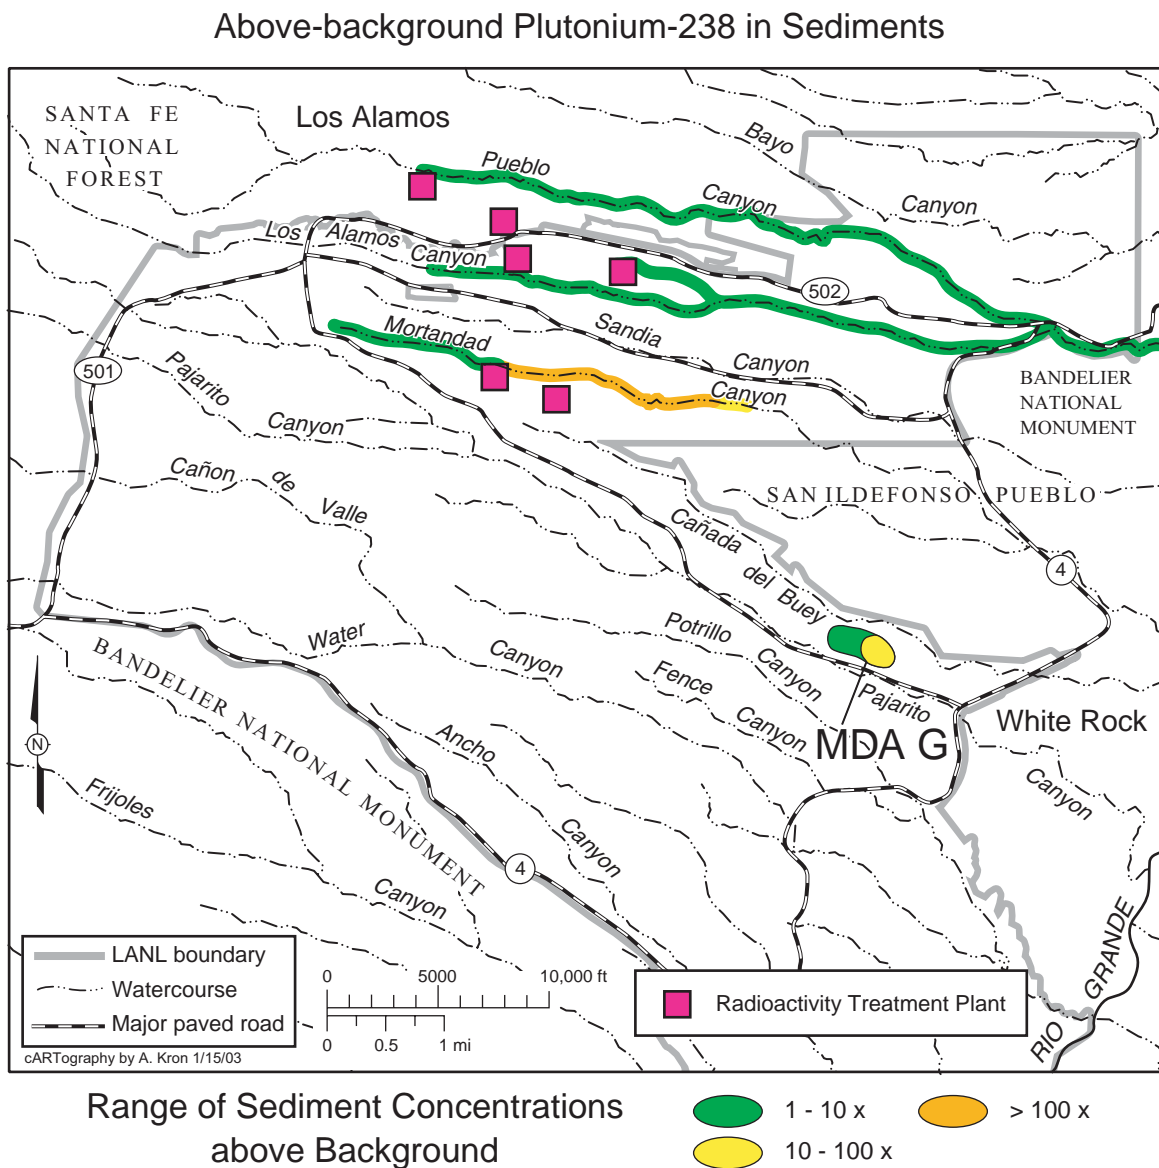 Above-background Plutonium-238 in Sediments
SANTA FE
NATIONAL
FOREST
Los Alamos
Bayo
Canyon
Pueblo
Canyon
Los Alamos
Canyon
502
Sandia
Canyon
Mortandad
Canyon
501
Pajarito
Canyon
BANDELIER
NATIONAL
MONUMENT
Cañon de Valle
SAN ILDEFONSO PUEBLO
Cañada
del Buey
4
Water
Canyon
Potrillo
Canyon
Fence
Canyon
Pajarito
Canyon
White Rock
MDA G
BANDELIER NATIONAL MONUMENT
N
Ancho
Canyon
Frijoles
Canyon
4
RIO GRANDE
LANL boundary
Watercourse
Major paved road
cARTography by A. Kron 1/15/03
0 5000 10,000 ft
0 0.5 1 mi
Radioactivity Treatment Plant
Range of Sediment Concentrations
above Background
1 - 10 x
> 100 x
10 - 100 x